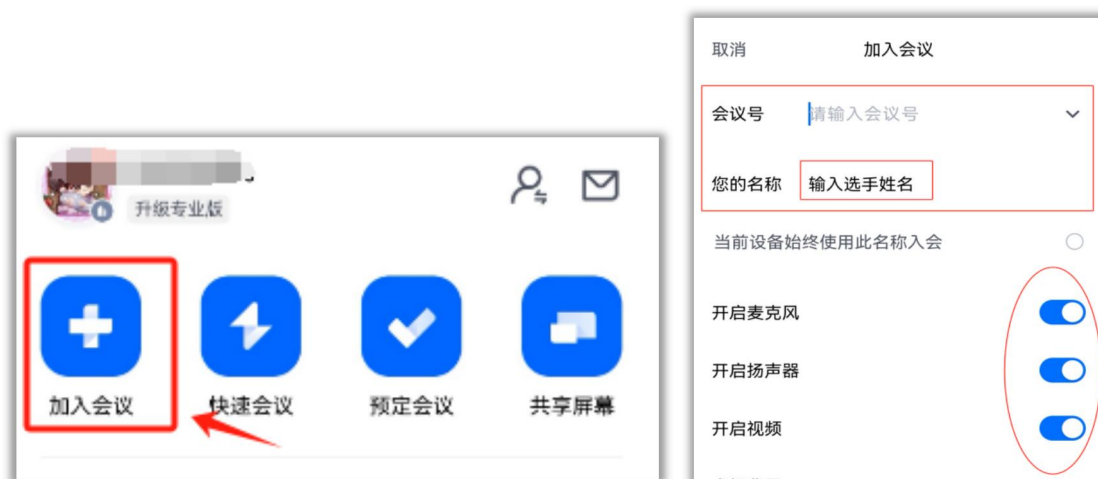 升级专业版
加入会议
快速会议
预定会议
共享屏幕
取消
加入会议
会议号
请输入会议号
您的名称
输入选手姓名
当前设备始终使用此名称入会
开启麦克风
开启扬声器
开启视频